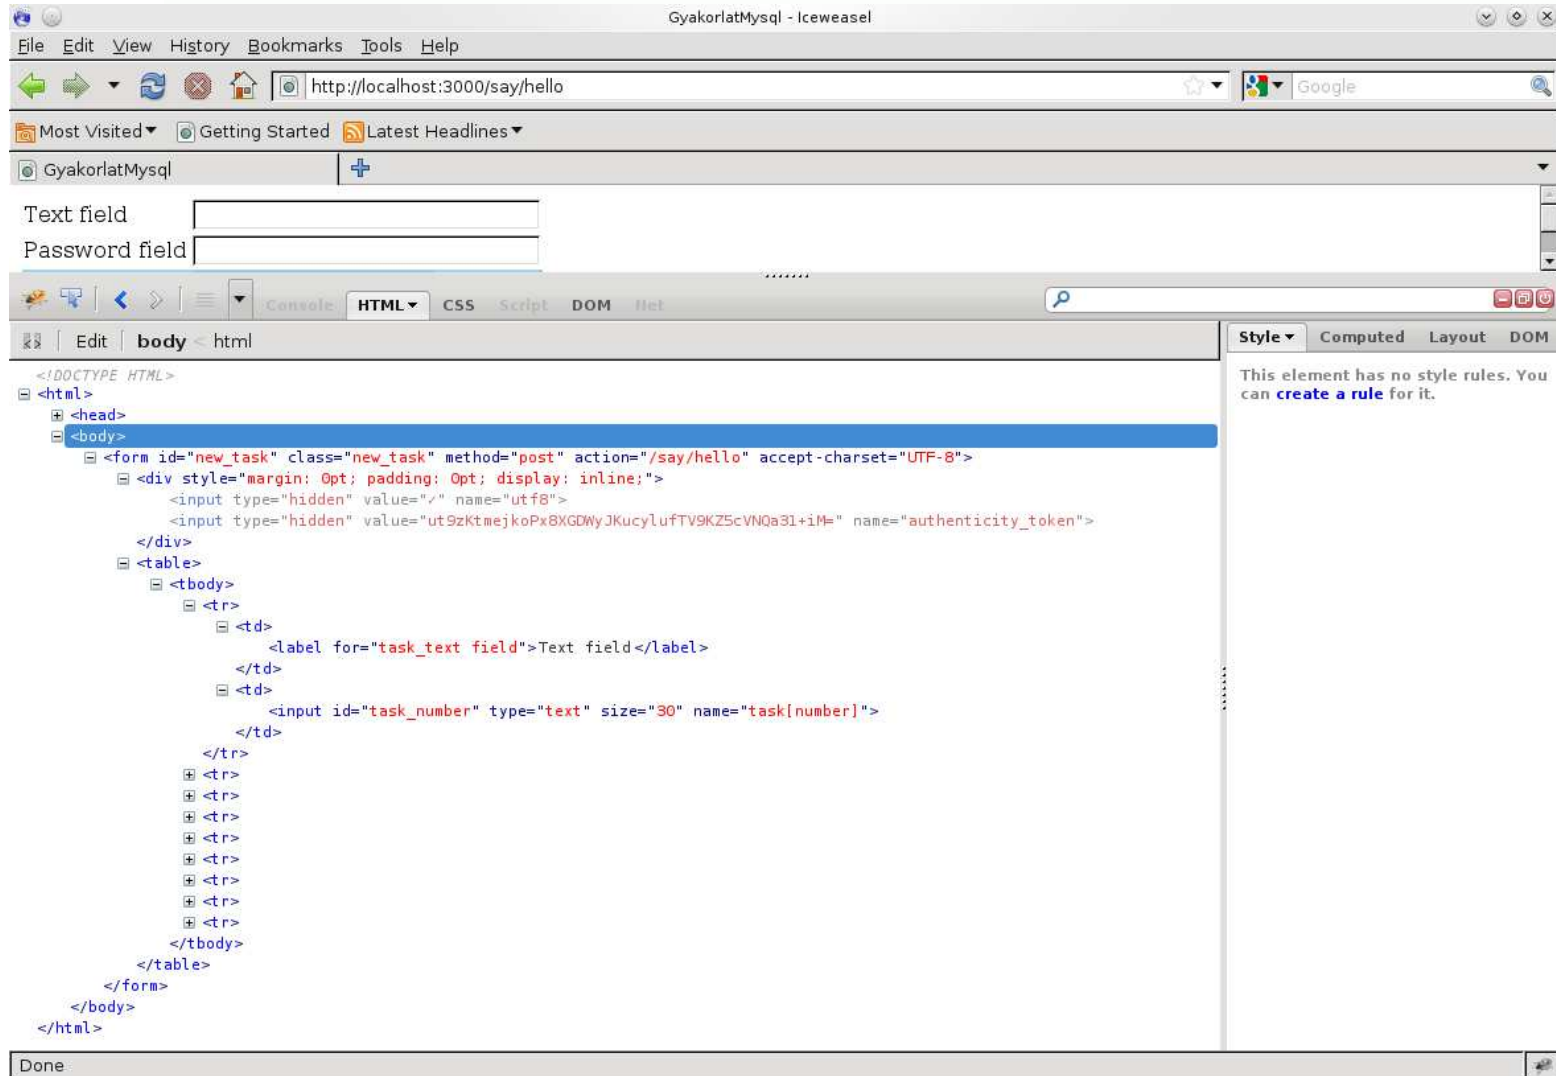 GyakorlatMysql - Iceweasel
File Edit View History Bookmarks Tools Help
http://localhost:3000/say/hello
Google
Most Visited Getting Started Latest Headlines
GyakorlatMysql
Text field
Password field
Console HTML CSS Script DOM Net
Edit body < html
Style Computed Layout DOM
This element has no style rules. You
can create a rule for it.
<!DOCTYPE HTML>
<html>
<head>
<body>
<form id="new_task" class="new_task" method="post" action="/say/hello" accept-charset="UTF-8">
<div style="margin: 0pt; padding: 0pt; display: inline;">
<input type="hidden" value="✓" name="utf8">
<input type="hidden" value="ut9zKtmejkoPx8XGDWyJKucylufTV9KZ5cVNQa31+iM=" name="authenticity_token">
</div>
<table>
<tbody>
<tr>
<td>
<label for="task_text field">Text field</label>
</td>
<td>
<input id="task_number" type="text" size="30" name="task[number]">
</td>
</tr>
<tr>
<tr>
<tr>
<tr>
<tr>
<tr>
<tr>
<tr>
</tbody>
</table>
</form>
</body>
</html>
Done